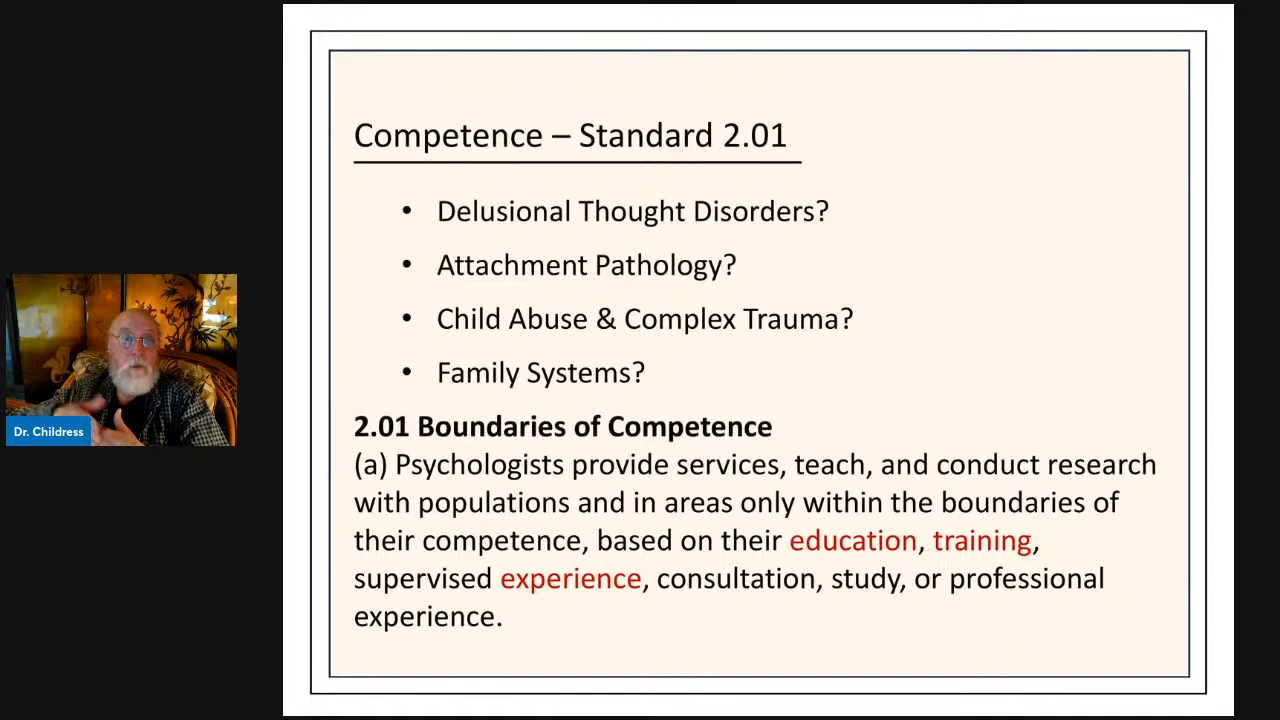 Competence – Standard 2.01
• Delusional Thought Disorders?
• Attachment Pathology?
• Child Abuse & Complex Trauma?
• Family Systems?
2.01 Boundaries of Competence
(a) Psychologists provide services, teach, and conduct research
with populations and in areas only within the boundaries of
their competence, based on their education, training,
supervised experience, consultation, study, or professional
experience.
Dr. Childress